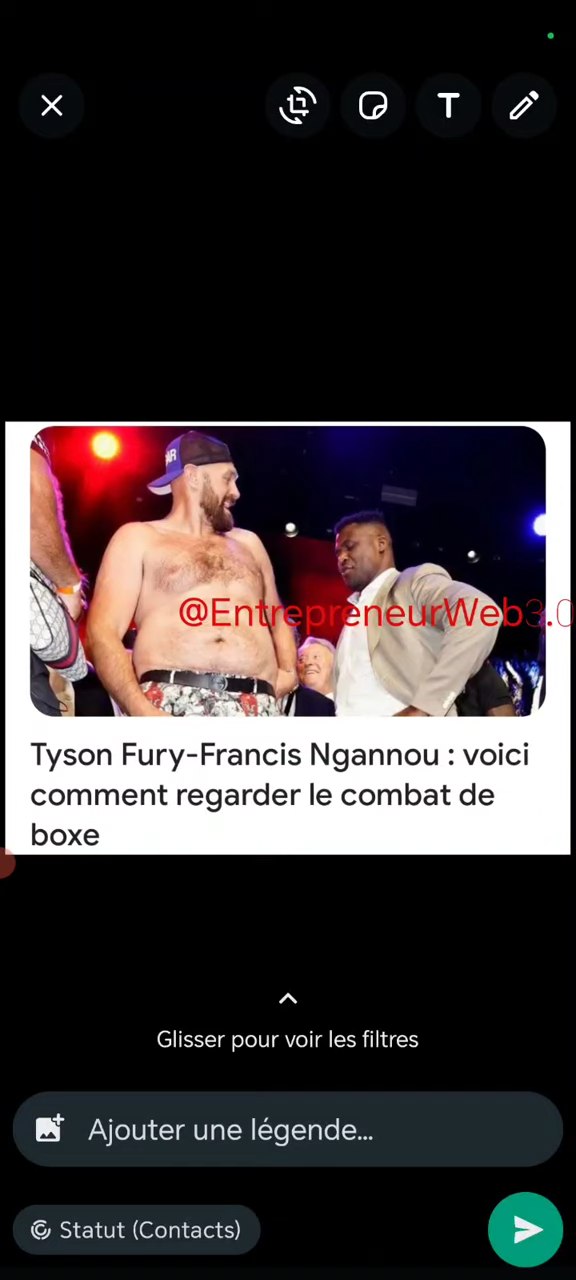 @EntrepreneurWeb3.0
Tyson Fury-Francis Ngannou : voici
comment regarder le combat de
boxe
Glisser pour voir les filtres
Ajouter une légende...
Statut (Contacts)